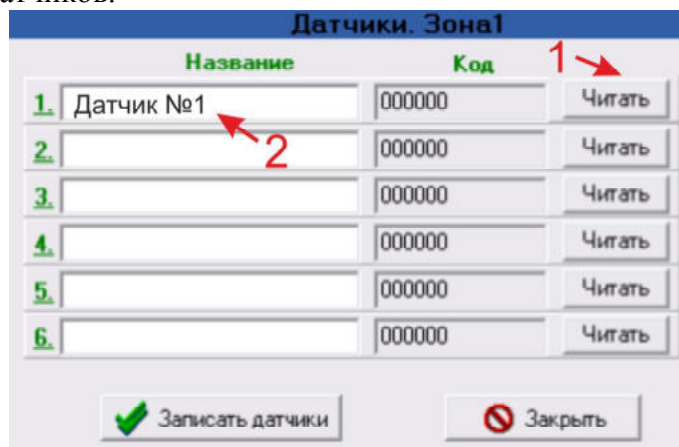 атчиков.
Датчики. Зона1
Название Код 1
1. Датчик №1 000000 Читать
2
2. 000000 Читать
3. 000000 Читать
4. 000000 Читать
5. 000000 Читать
6. 000000 Читать
Записать датчики Закрыть